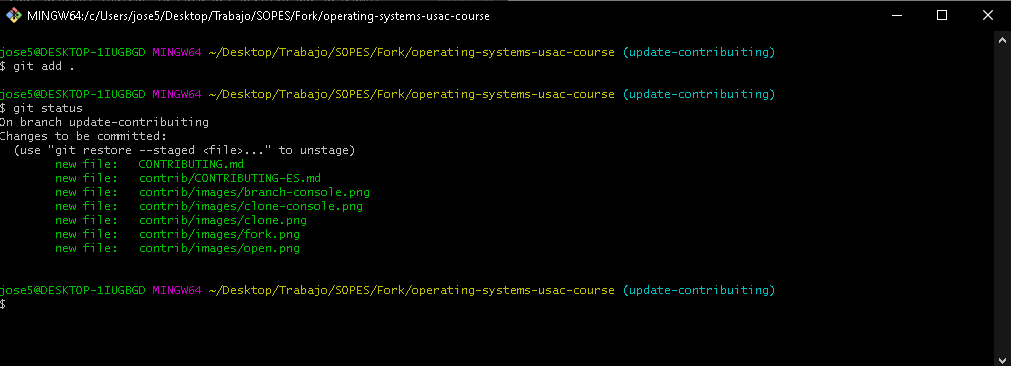 MINGW64:/c/Users/jose5/Desktop/Trabajo/SOPES/Fork/operating-systems-usac-course
jose5@DESKTOP-1IUGBGD MINGW64 ~/Desktop/Trabajo/SOPES/Fork/operating-systems-usac-course (update-contribuiting)
$ git add .
jose5@DESKTOP-1IUGBGD MINGW64 ~/Desktop/Trabajo/SOPES/Fork/operating-systems-usac-course (update-contribuiting)
$ git status
On branch update-contribuiting
Changes to be committed:
  (use "git restore --staged <file>..." to unstage)
        new file:   CONTRIBUTING.md
        new file:   contrib/CONTRIBUTING-ES.md
        new file:   contrib/images/branch-console.png
        new file:   contrib/images/clone-console.png
        new file:   contrib/images/clone.png
        new file:   contrib/images/fork.png
        new file:   contrib/images/open.png
jose5@DESKTOP-1IUGBGD MINGW64 ~/Desktop/Trabajo/SOPES/Fork/operating-systems-usac-course (update-contribuiting)
$